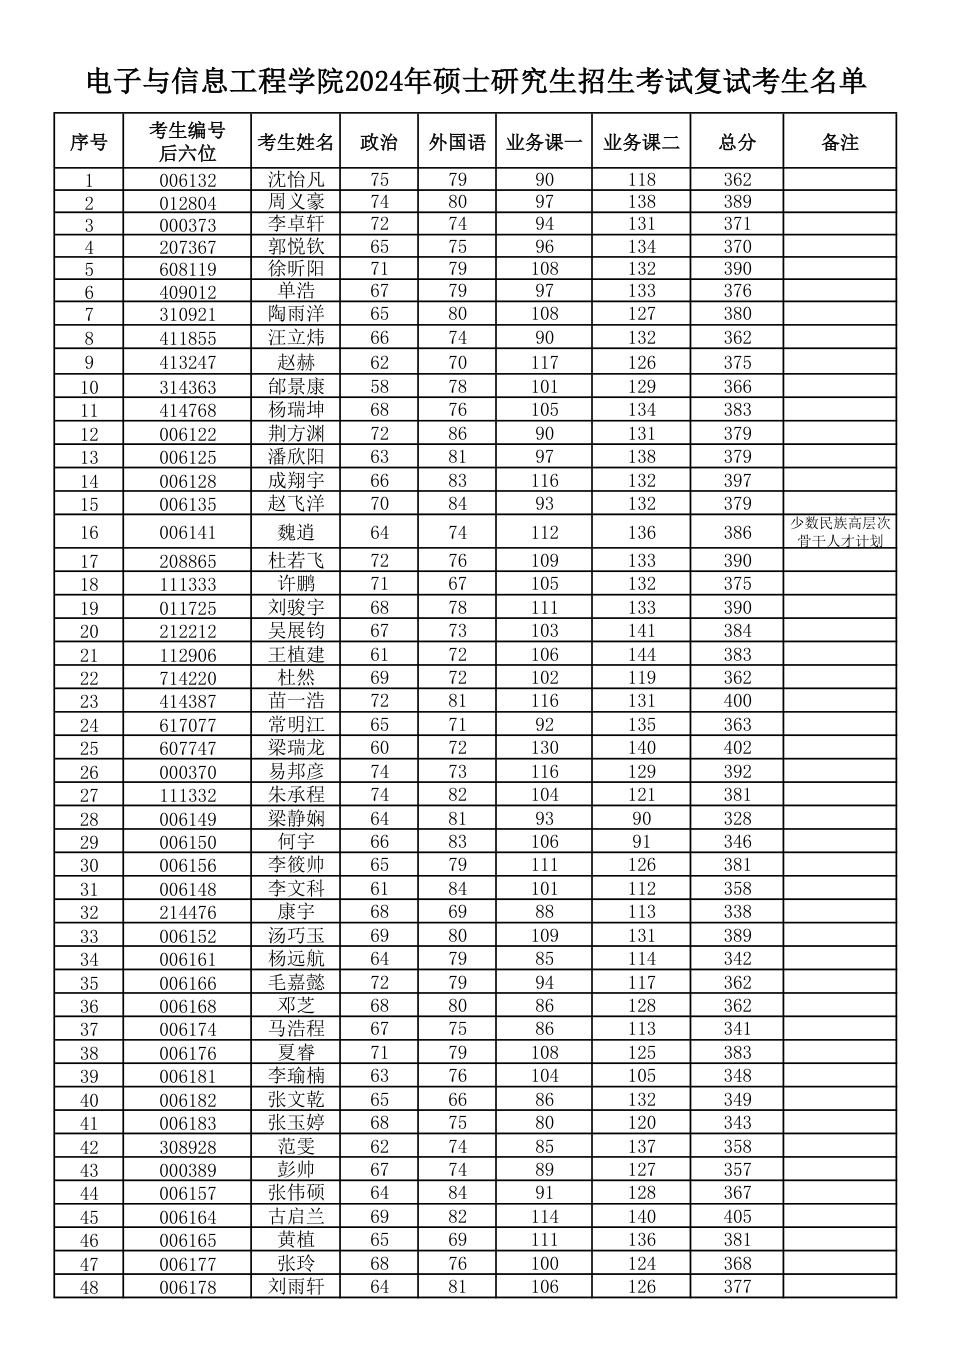 电子与信息工程学院2024年硕士研究生招生考试复试考生名单
序号 考生编号后六位 考生姓名 政治 外国语 业务课一 业务课二 总分 备注
1 006132 沈怡凡 75 79 90 118 362
2 012804 周义豪 74 80 97 138 389
3 000373 李卓轩 72 74 94 131 371
4 207367 郭悦钦 65 75 96 134 370
5 608119 徐昕阳 71 79 108 132 390
6 409012 单浩 67 79 97 133 376
7 310921 陶雨洋 65 80 108 127 380
8 411855 汪立炜 66 74 90 132 362
9 413247 赵赫 62 70 117 126 375
10 314363 邰景康 58 78 101 129 366
11 414768 杨瑞坤 68 76 105 134 383
12 006122 荆方渊 72 86 90 131 379
13 006125 潘欣阳 63 81 97 138 379
14 006128 成翔宇 66 83 116 132 397
15 006135 赵飞洋 70 84 93 132 379
16 006141 魏逍 64 74 112 136 386 少数民族高层次骨干人才计划
17 208865 杜若飞 72 76 109 133 390
18 111333 许鹏 71 67 105 132 375
19 011725 刘骏宇 68 78 111 133 390
20 212212 吴展钧 67 73 103 141 384
21 112906 王植建 61 72 106 144 383
22 714220 杜然 69 72 102 119 362
23 414387 苗一浩 72 81 116 131 400
24 617077 常明江 65 71 92 135 363
25 607747 梁瑞龙 60 72 130 140 402
26 000370 易邦彦 74 73 116 129 392
27 111332 朱承程 74 82 104 121 381
28 006149 梁静娴 64 81 93 90 328
29 006150 何宇 66 83 106 91 346
30 006156 李筱帅 65 79 111 126 381
31 006148 李文科 61 84 101 112 358
32 214476 康宇 68 69 88 113 338
33 006152 汤巧玉 69 80 109 131 389
34 006161 杨远航 64 79 85 114 342
35 006166 毛嘉懿 72 79 94 117 362
36 006168 邓芝 68 80 86 128 362
37 006174 马浩程 67 75 86 113 341
38 006176 夏睿 71 79 108 125 383
39 006181 李瑜楠 63 76 104 105 348
40 006182 张文乾 65 66 86 132 349
41 006183 张玉婷 68 75 80 120 343
42 308928 范雯 62 74 85 137 358
43 000389 彭帅 67 74 89 127 357
44 006157 张伟硕 64 84 91 128 367
45 006164 古启兰 69 82 114 140 405
46 006165 黄植 65 69 111 136 381
47 006177 张玲 68 76 100 124 368
48 006178 刘雨轩 64 81 106 126 377